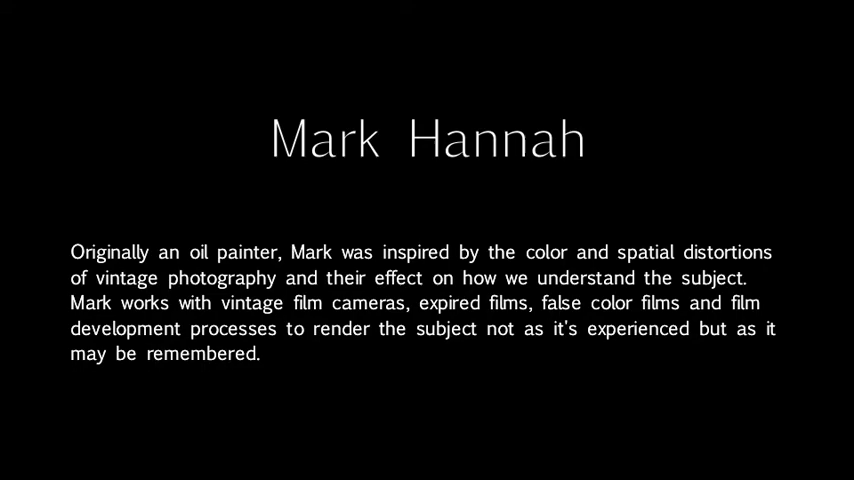 Mark Hannah
Originally an oil painter, Mark was inspired by the color and spatial distortions
of vintage photography and their effect on how we understand the subject.
Mark works with vintage film cameras, expired films, false color films and film
development processes to render the subject not as it's experienced but as it
may be remembered.